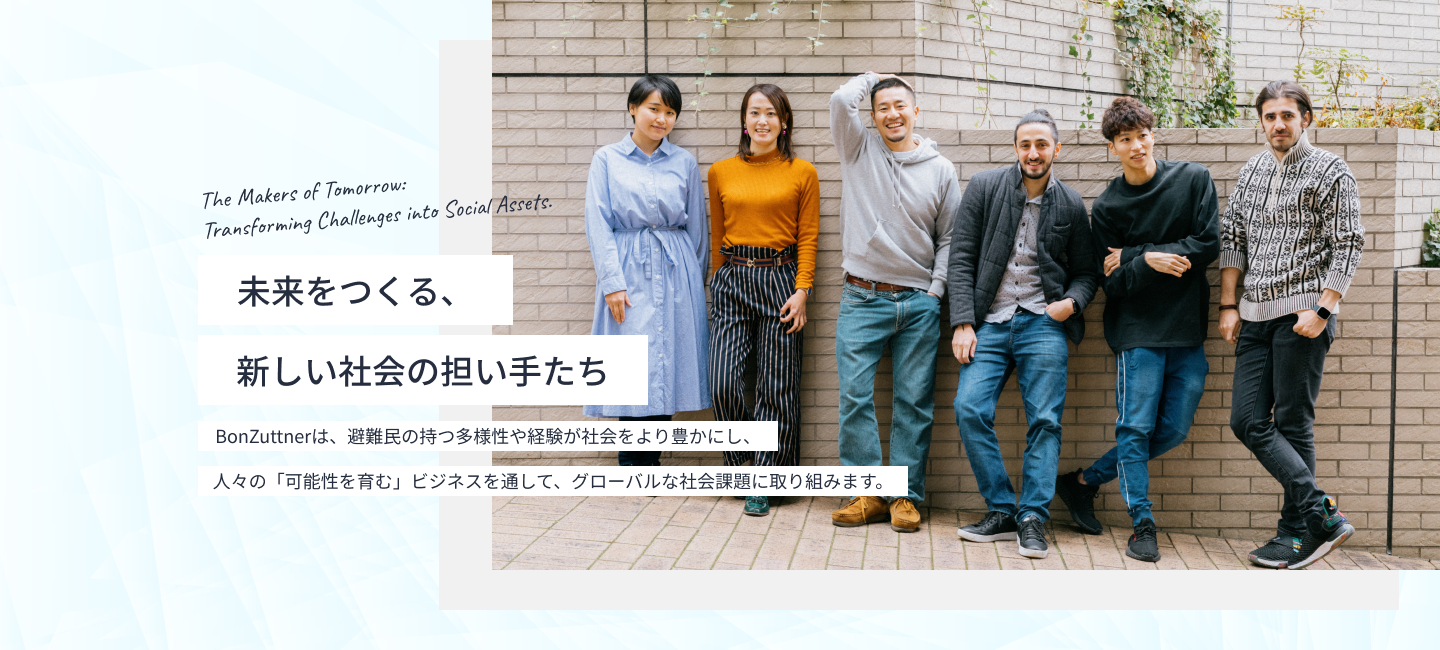 The Makers of Tomorrow:
Transforming Challenges into Social Assets.
未来をつくる、
新しい社会の担い手たち
BonZuttnerは、避難民の持つ多様性や経験が社会をより豊かにし、
人々の「可能性を育む」ビジネスを通して、グローバルな社会課題に取り組みます。